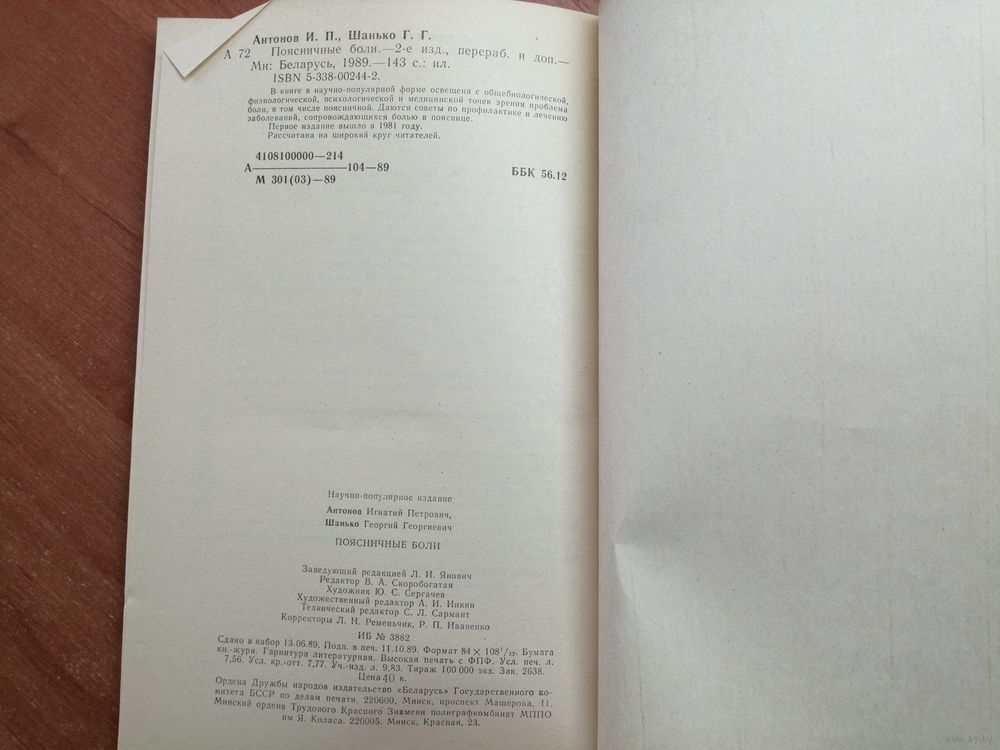 Антонов И. П., Шанько Г. Г.
А 72 Поясничные боли.—2-е изд., перераб. и доп.—
Мн: Беларусь, 1989.—143 с.: ил.
ISBN 5-338-00244-2.
В книге в научно-популярной форме освещена с общебиологической,
физиологической, психологической и медицинской точек зрения проблема
боли, в том числе поясничной. Даются советы по профилактике и лечению
заболеваний, сопровождающихся болью в пояснице.
Первое издание вышло в 1981 году.
Рассчитана на широкий круг читателей.
4108100000—214
А—————104—89
М 301(03)—89
ББК 56.12
Научно-популярное издание
Антонов Игнатий Петрович,
Шанько Георгий Георгиевич
ПОЯСНИЧНЫЕ БОЛИ
Заведующий редакцией Л. И. Янович
Редактор В. А. Скоробогатая
Художник Ю. С. Сергачев
Художественный редактор А. И. Инкин
Технический редактор С. Л. Сармант
Корректоры Л. Н. Ременьчик, Р. П. Иваненко
ИБ № 3882
Сдано в набор 13.06.89. Подп. в печ. 11.10.89. Формат 84×108¹/₃₂. Бумага
кн.-журн. Гарнитура литературная. Высокая печать с ФПФ. Усл. печ. л.
7,56. Усл. кр.-отт. 7,77. Уч.-изд. л. 9,83. Тираж 100 000 экз. Зак. 2638.
Цена 40 к.
Ордена Дружбы народов издательство «Беларусь» Государственного ко-
митета БССР по делам печати. 220600, Минск, проспект Машерова, 11.
Минский ордена Трудового Красного Знамени полиграфкомбинат МППО
им Я. Коласа. 220005. Минск, Красная, 23.
www.ay.by